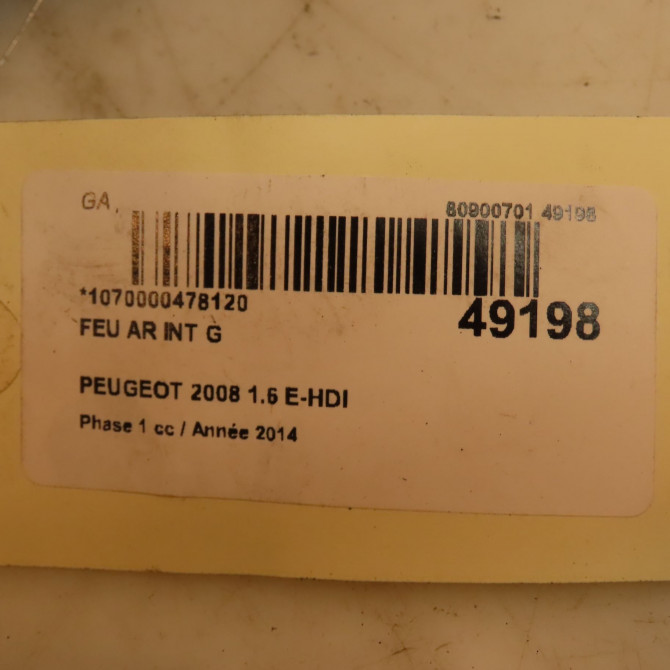 GA
80900701 49198
*1070000478120
49198
FEU AR INT G
PEUGEOT 2008 1.6 E-HDI
Phase 1 cc / Année 2014